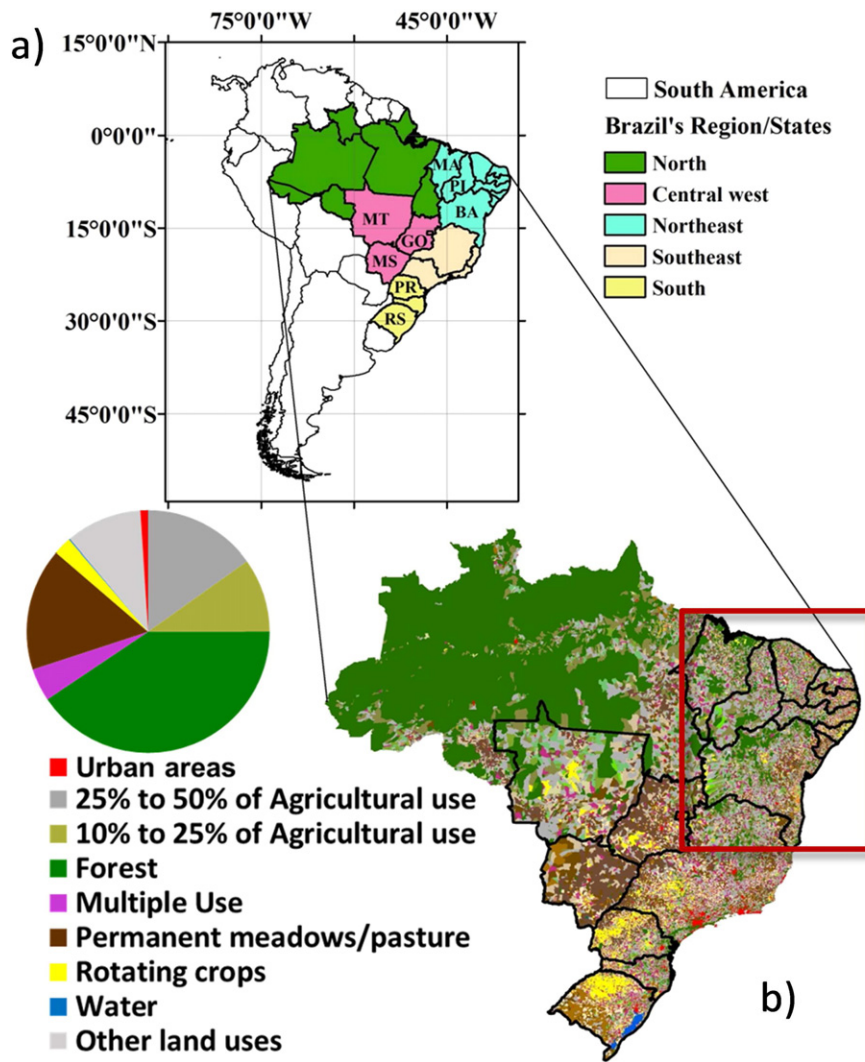 a)
75°0'0"W 45°0'0"W
15°0'0"N
0°0'0"
15°0'0"S
30°0'0"S
45°0'0"S
South America
Brazil's Region/States
North
Central west
Northeast
Southeast
South
MA
PI
BA
MT
GO
MS
PR
RS
Urban areas
25% to 50% of Agricultural use
10% to 25% of Agricultural use
Forest
Multiple Use
Permanent meadows/pasture
Rotating crops
Water
Other land uses
b)